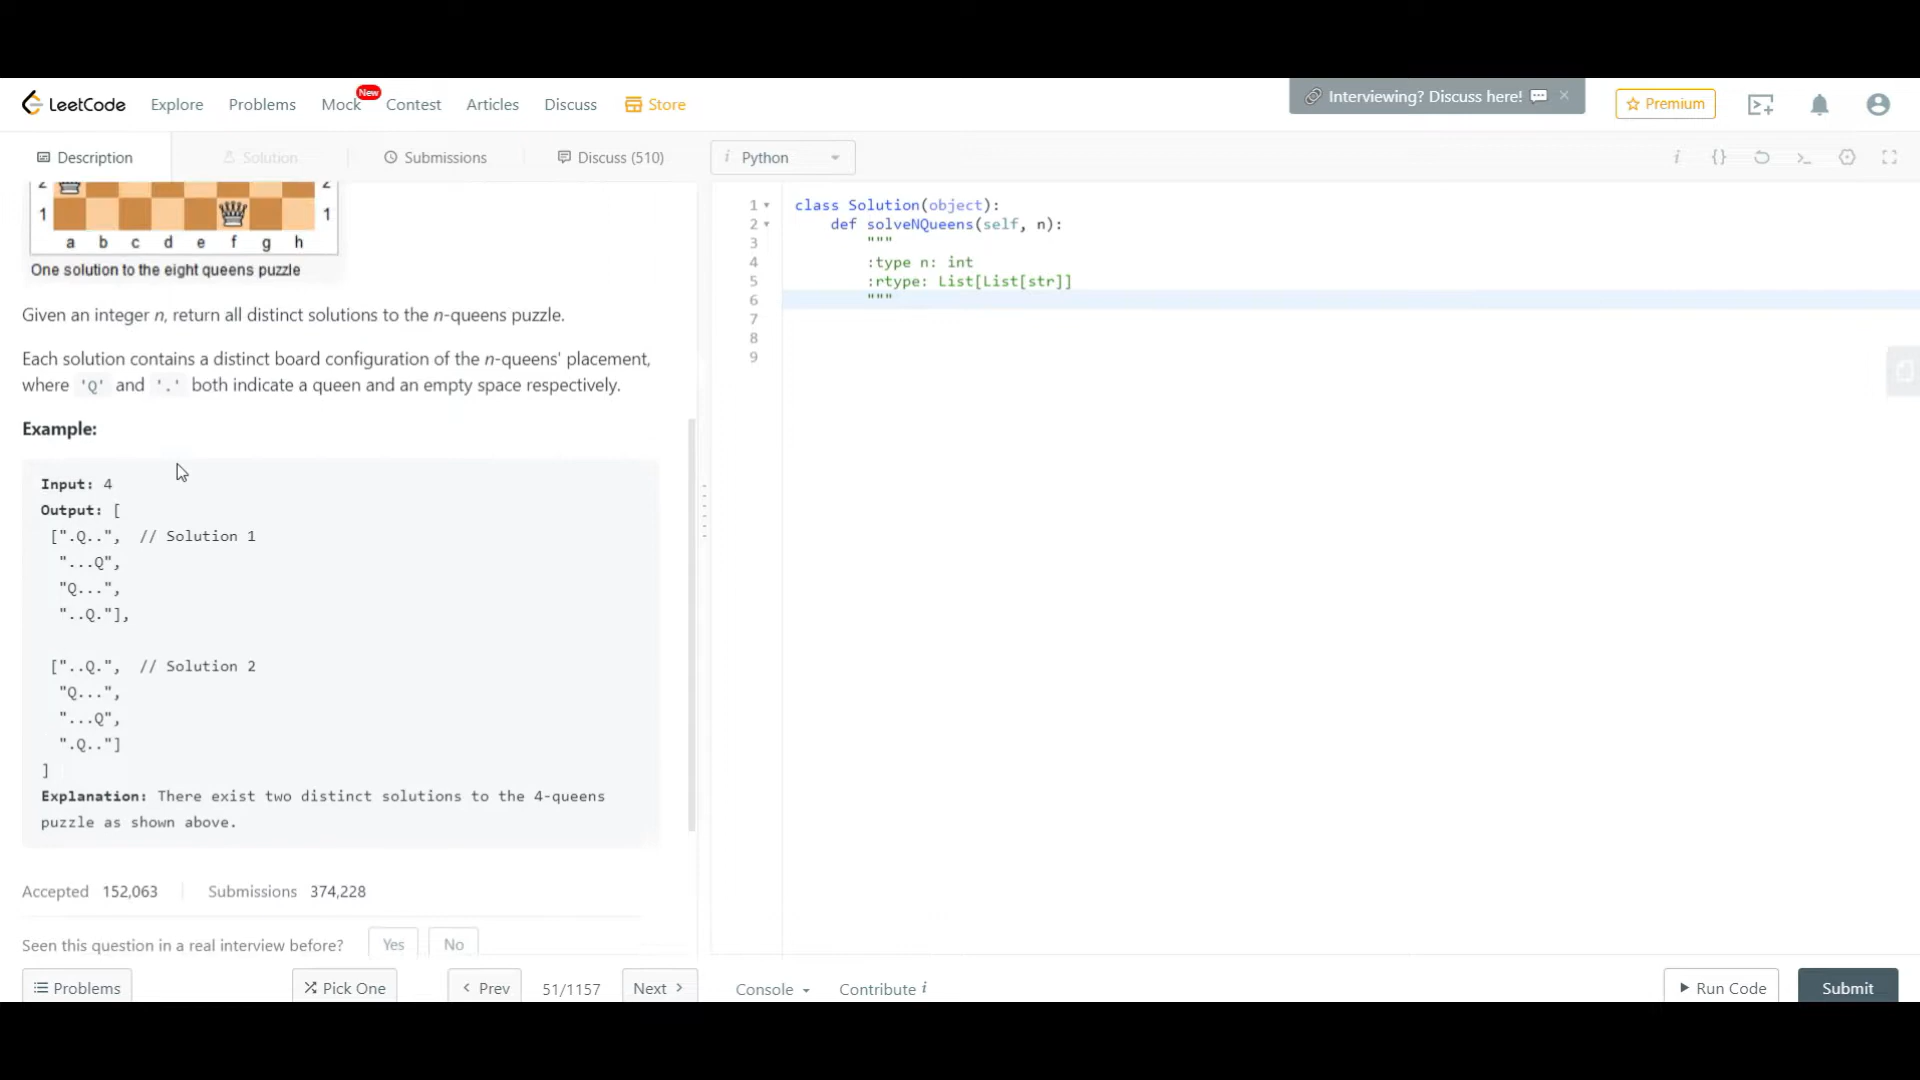 LeetCode Explore Problems Mock New Contest Articles Discuss Store Interviewing? Discuss here! Premium
Description Solution Submissions Discuss (510) i Python
2 2
1 1
a b c d e f g h
One solution to the eight queens puzzle
Given an integer n, return all distinct solutions to the n-queens puzzle.
Each solution contains a distinct board configuration of the n-queens' placement,
where 'Q' and '.' both indicate a queen and an empty space respectively.
Example:
Input: 4
Output: [
[".Q..", // Solution 1
"...Q",
"Q...",
"..Q."],
["..Q.", // Solution 2
"Q...",
"...Q",
".Q.."]
]
Explanation: There exist two distinct solutions to the 4-queens
puzzle as shown above.
Accepted 152,063 Submissions 374,228
Seen this question in a real interview before? Yes No
1 class Solution(object):
2 def solveNQueens(self, n):
3 """
4 :type n: int
5 :rtype: List[List[str]]
6 """
7
8
9
Problems Pick One < Prev 51/1157 Next > Console Contribute i Run Code Submit